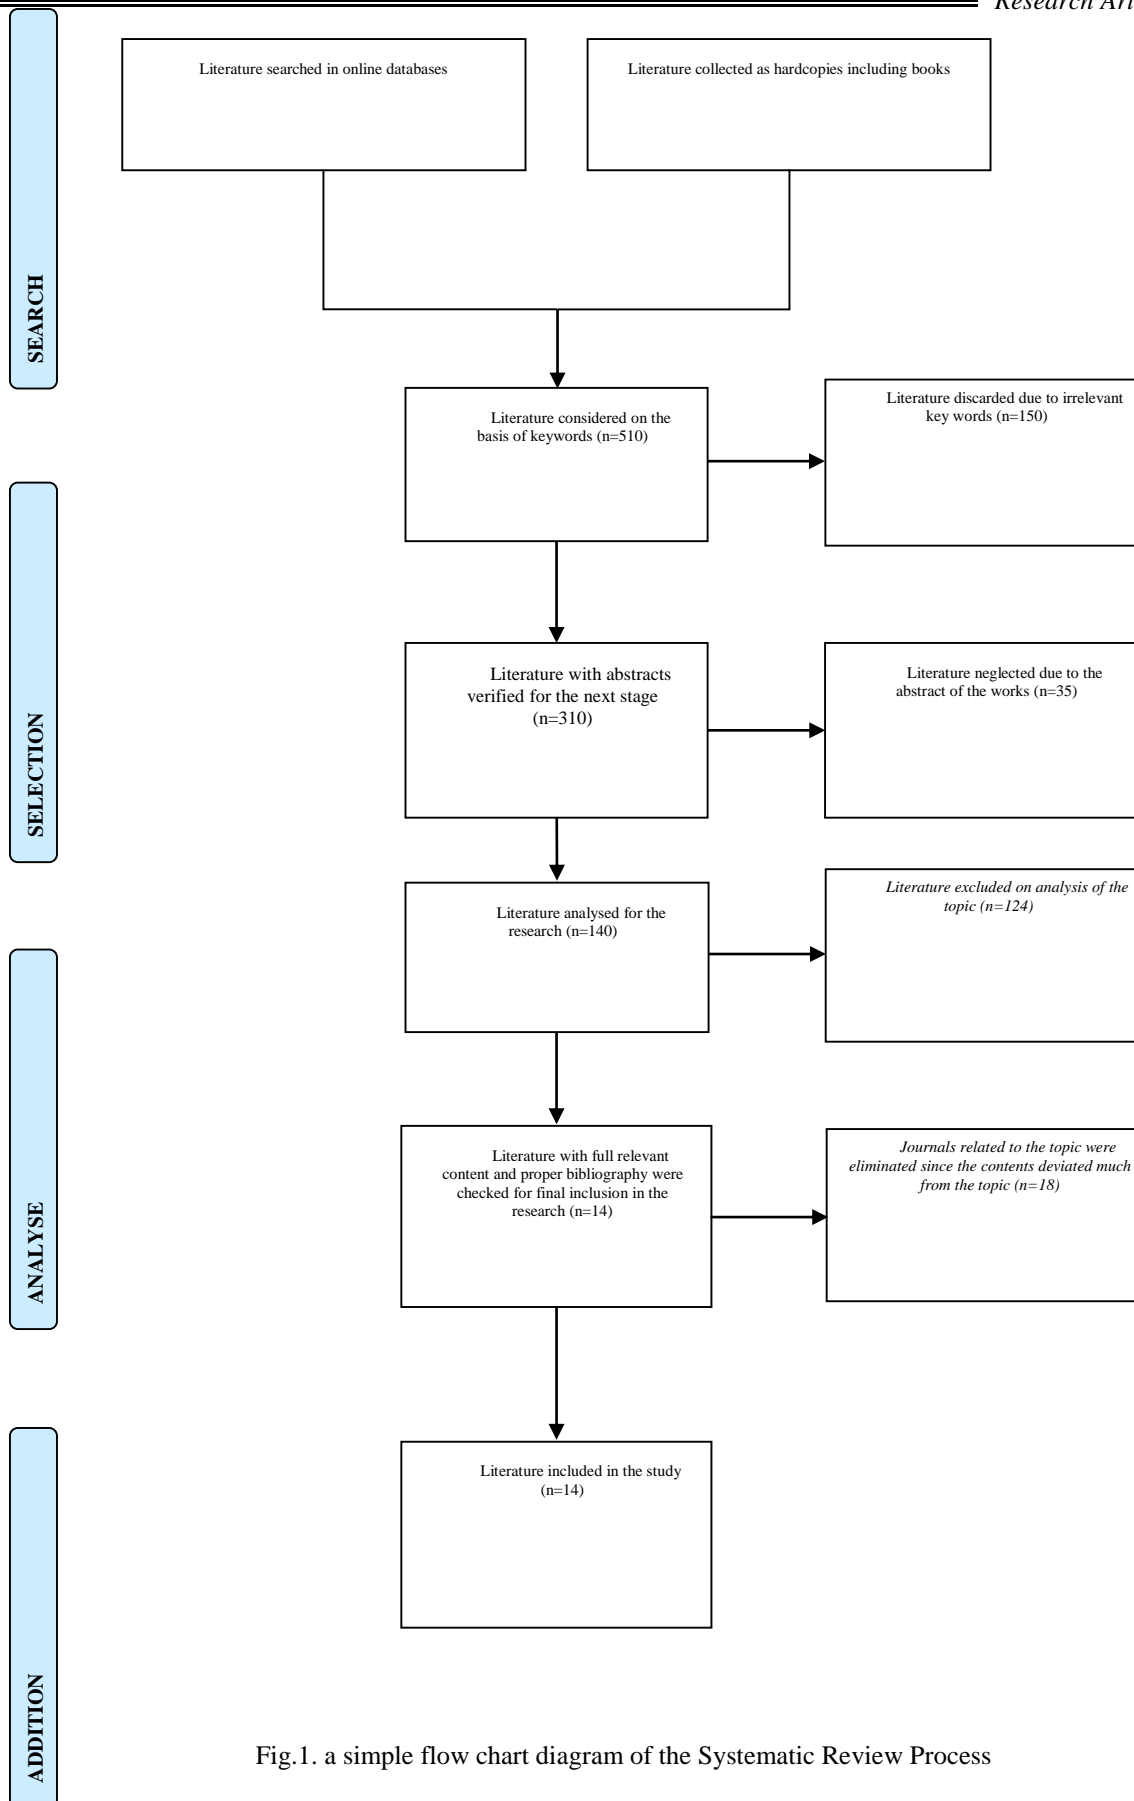 Research
Literature searched in online databases
Literature collected as hardcopies including books
SEARCH
Literature considered on the
basis of keywords (n=510)
Literature discarded due to irrelevant
key words (n=150)
SELECTION
Literature with abstracts
verified for the next stage
(n=310)
Literature neglected due to the
abstract of the works (n=35)
Literature analysed for the
research (n=140)
Literature excluded on analysis of the
topic (n=124)
ANALYSE
Literature with full relevant
content and proper bibliography were
checked for final inclusion in the
research (n=14)
Journals related to the topic were
eliminated since the contents deviated much
from the topic (n=18)
Literature included in the study
(n=14)
ADDITION
Fig.1. a simple flow chart diagram of the Systematic Review Process